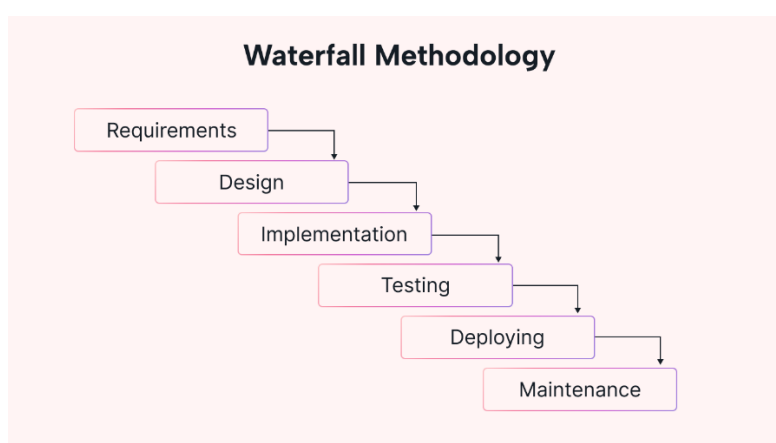 Waterfall Methodology
Requirements
Design
Implementation
Testing
Deploying
Maintenance